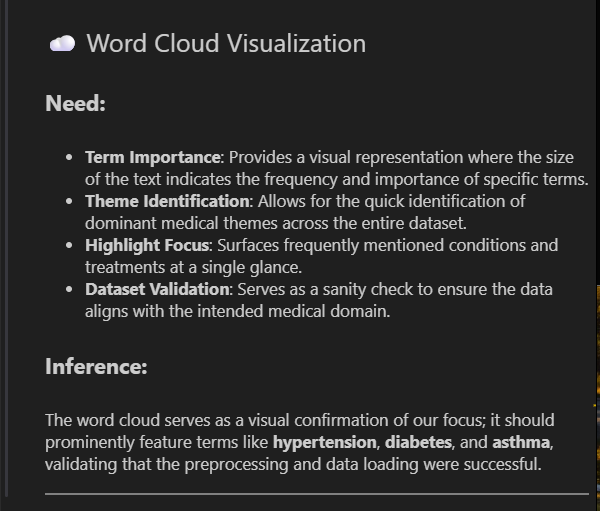 ☁️ Word Cloud Visualization
Need:
• Term Importance: Provides a visual representation where the size
of the text indicates the frequency and importance of specific terms.
• Theme Identification: Allows for the quick identification of
dominant medical themes across the entire dataset.
• Highlight Focus: Surfaces frequently mentioned conditions and
treatments at a single glance.
• Dataset Validation: Serves as a sanity check to ensure the data
aligns with the intended medical domain.
Inference:
The word cloud serves as a visual confirmation of our focus; it should
prominently feature terms like hypertension, diabetes, and asthma,
validating that the preprocessing and data loading were successful.